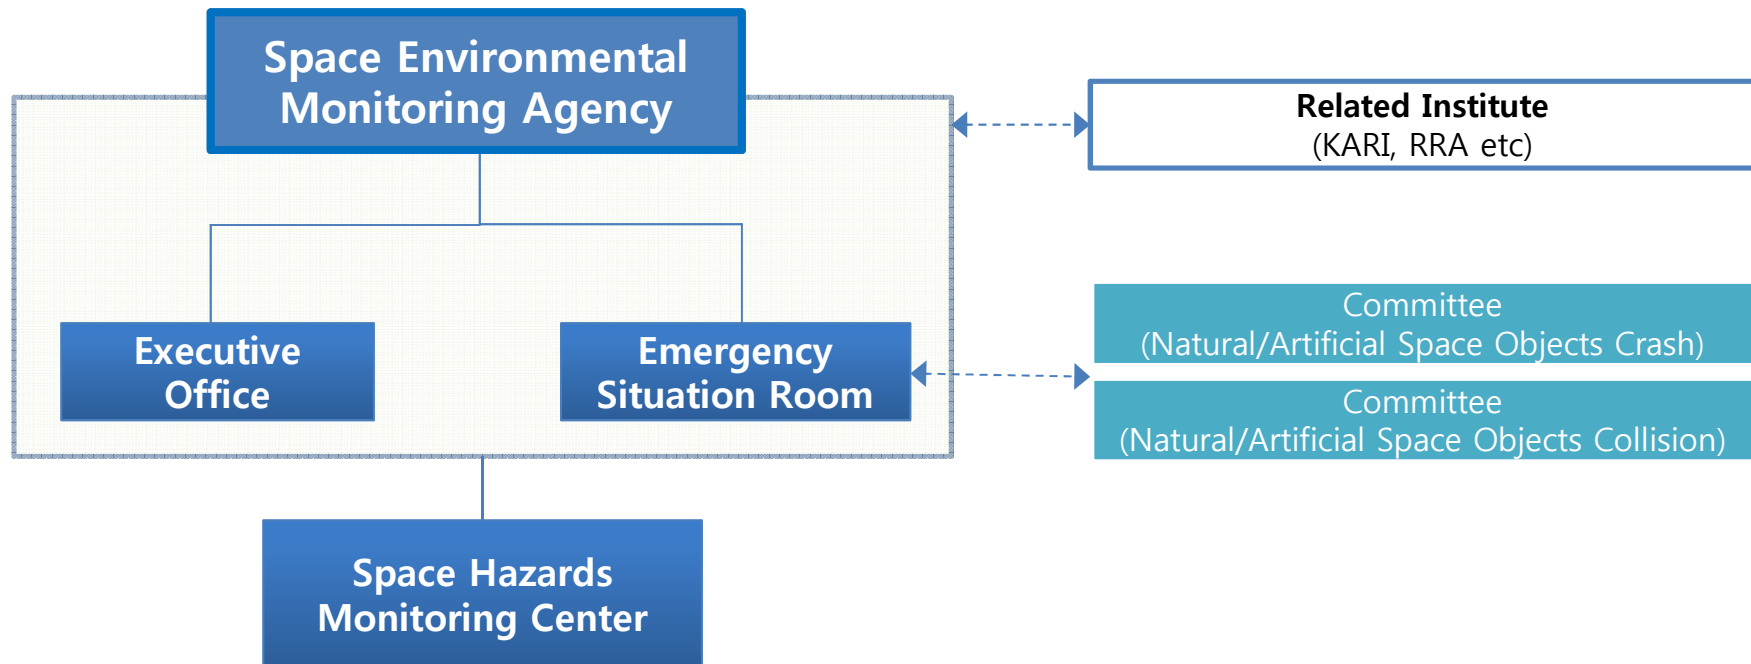 Space Environmental
Monitoring Agency
Related Institute
(KARI, RRA etc)
Executive
Office
Emergency
Situation Room
Committee
(Natural/Artificial Space Objects Crash)
Committee
(Natural/Artificial Space Objects Collision)
Space Hazards
Monitoring Center